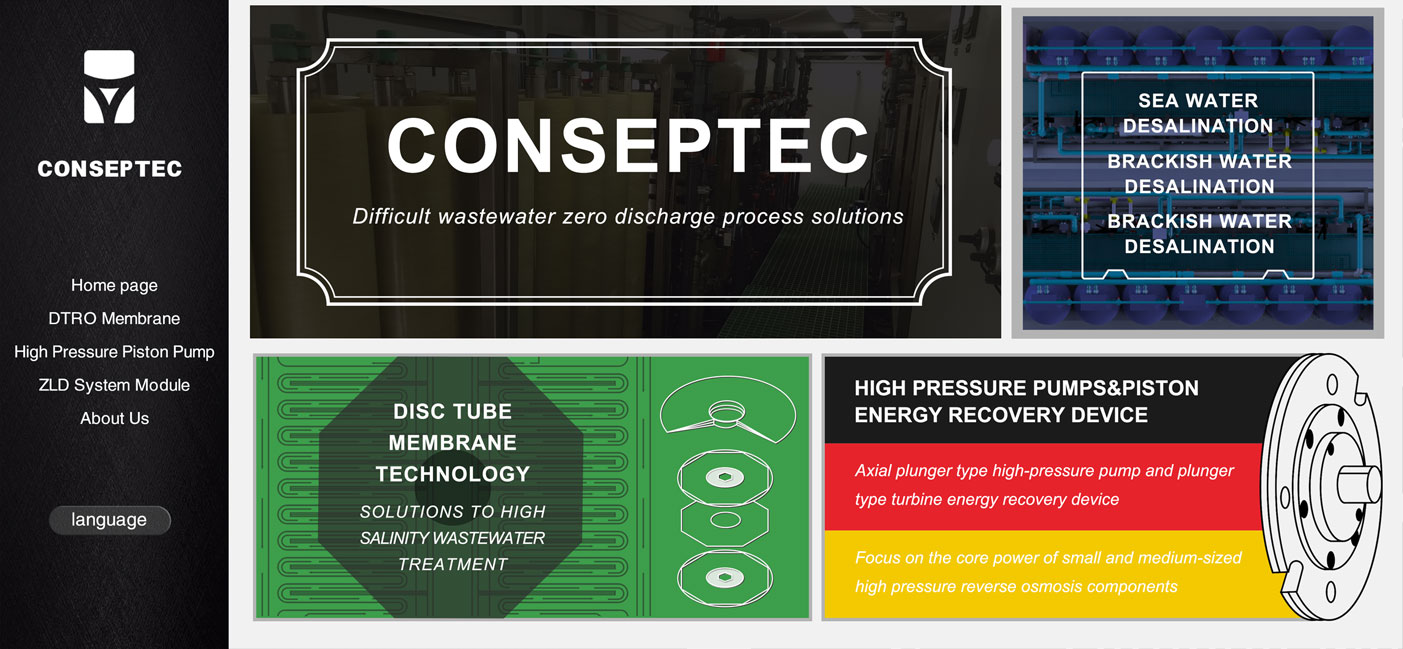 CONSEPTEC
Home page
DTRO Membrane
High Pressure Piston Pump
ZLD System Module
About Us
language
CONSEPTEC
Difficult wastewater zero discharge process solutions
SEA WATER
DESALINATION
BRACKISH WATER
DESALINATION
BRACKISH WATER
DESALINATION
DISC TUBE
MEMBRANE
TECHNOLOGY
SOLUTIONS TO HIGH
SALINITY WASTEWATER
TREATMENT
HIGH PRESSURE PUMPS&PISTON
ENERGY RECOVERY DEVICE
Axial plunger type high-pressure pump and plunger
type turbine energy recovery device
Focus on the core power of small and medium-sized
high pressure reverse osmosis components